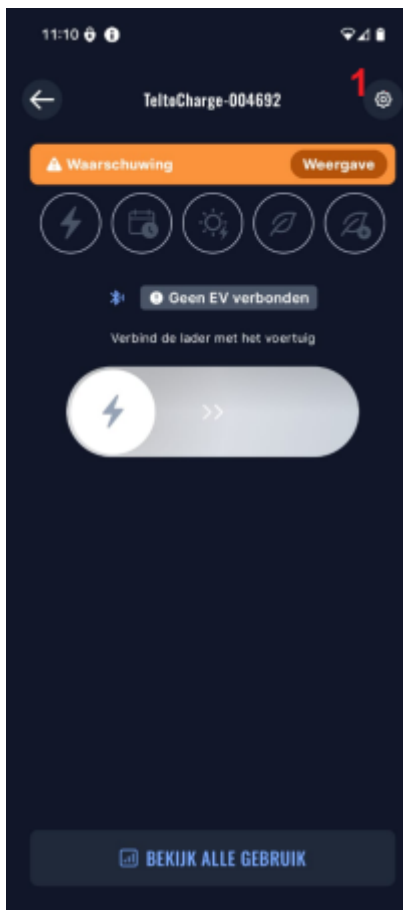 11:10
TeltoCharge-004692
1
Waarschuwing
Weergave
Geen EV verbonden
Verbind de lader met het voertuig
BEKIJK ALLE GEBRUIK